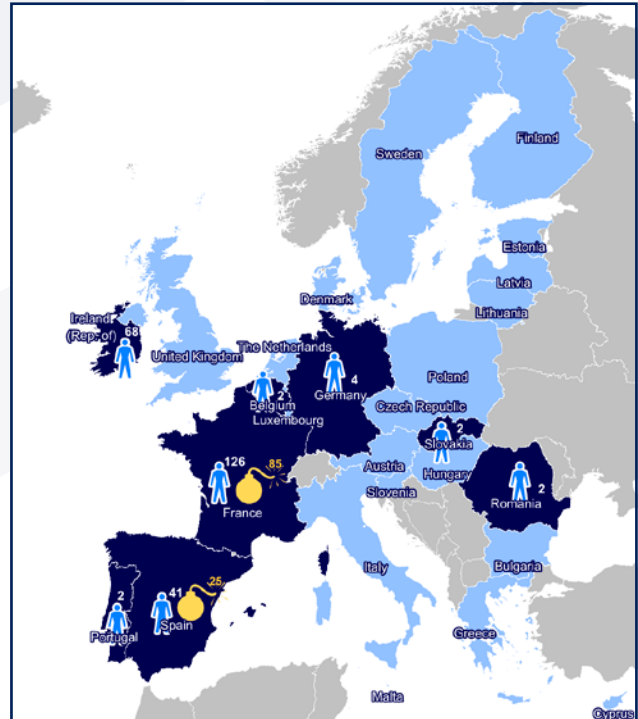 Finland
Sweden
Estonia
Latvia
Lithuania
Denmark
Ireland
(Rep. of)
68
United Kingdom
The Netherlands
4
Germany
2
Belgium
Luxembourg
Poland
Czech Republic
2
Slovakia
Austria
Hungary
Slovenia
2
Romania
126
85
France
Italy
Bulgaria
41
25
Spain
2
Portugal
Greece
Malta
Cyprus